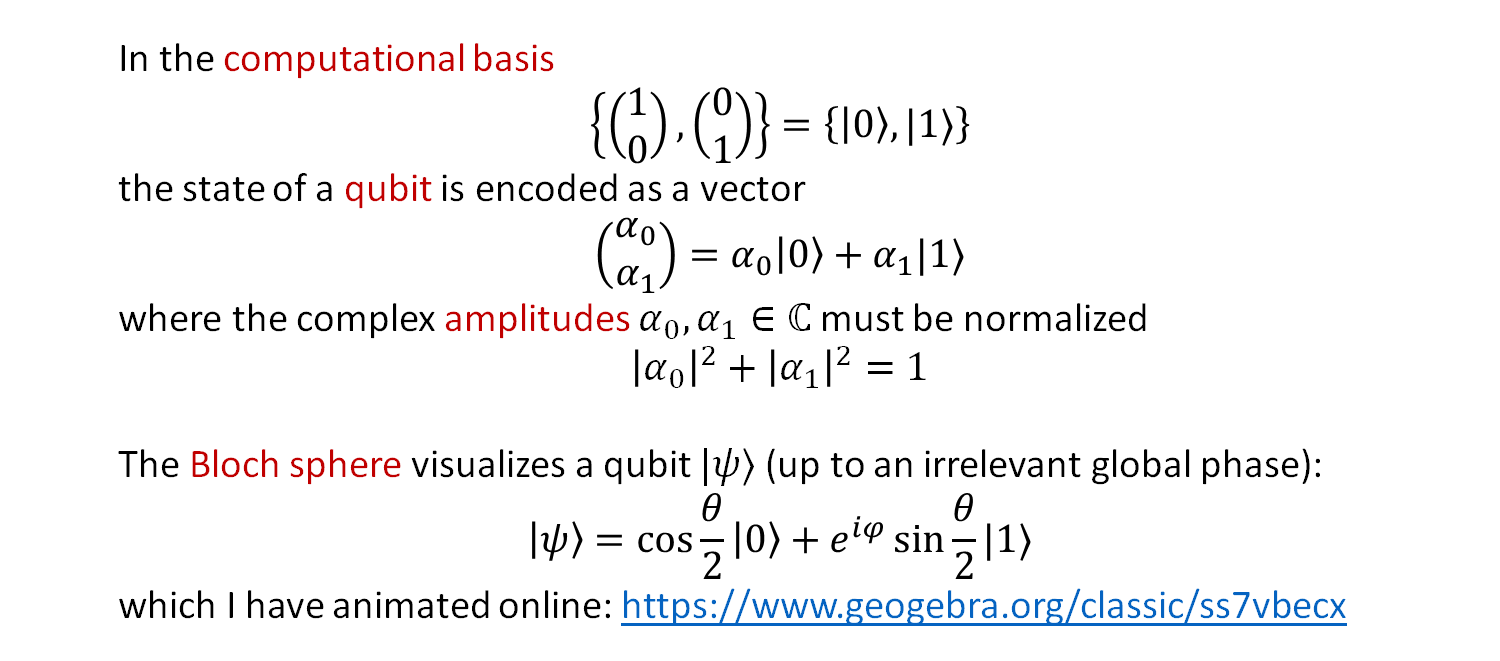 In the computational basis
{(1 0), (0 1)} = {|0⟩, |1⟩}
the state of a qubit is encoded as a vector
(α₀ α₁) = α₀|0⟩ + α₁|1⟩
where the complex amplitudes α₀, α₁ ∈ ℂ must be normalized
|α₀|² + |α₁|² = 1
The Bloch sphere visualizes a qubit |ψ⟩ (up to an irrelevant global phase):
|ψ⟩ = cos θ/2 |0⟩ + e^{iφ} sin θ/2 |1⟩
which I have animated online: https://www.geogebra.org/classic/ss7vbecx